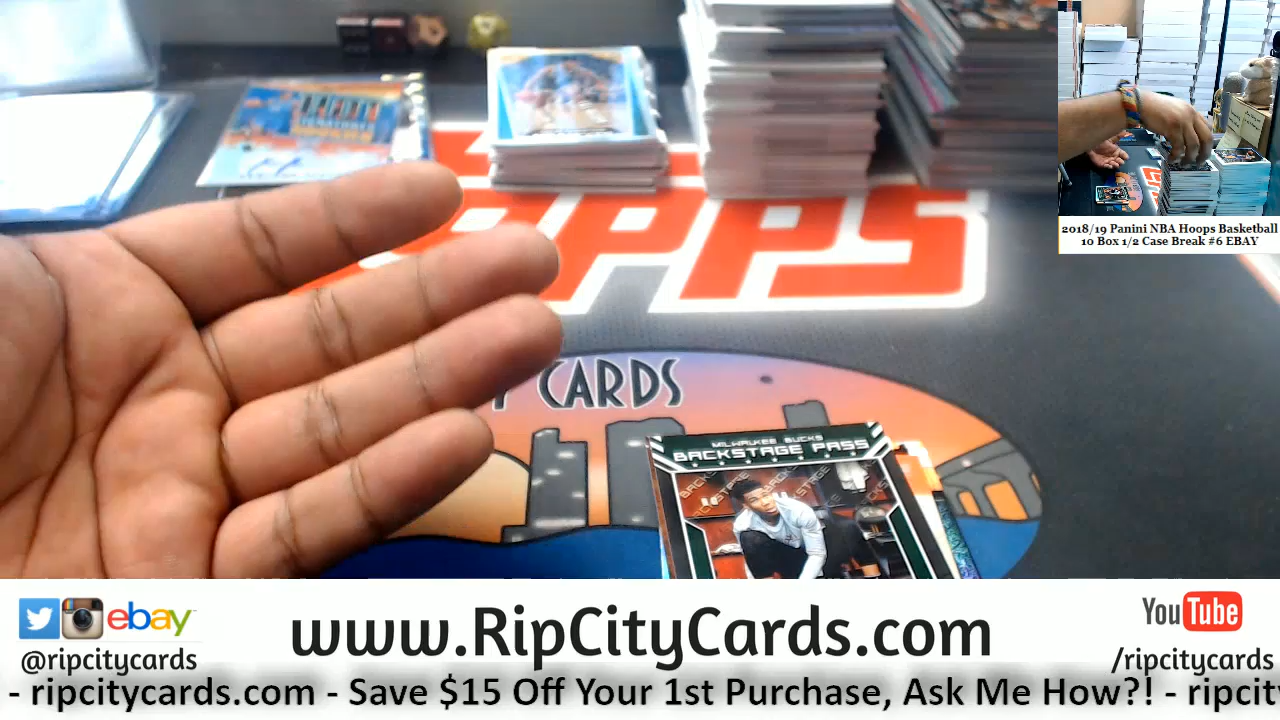 RIPCITY
TOPPS
CARDS
MILWAUKEE BUCKS
BACKSTAGE PASS
2018/19 Panini NBA Hoops Basketball
10 Box 1/2 Case Break #6 EBAY
ebay
@ripcitycards
www.RipCityCards.com
YouTube
/ripcitycards
- ripcitycards.com - Save $15 Off Your 1st Purchase, Ask Me How?! - ripcity